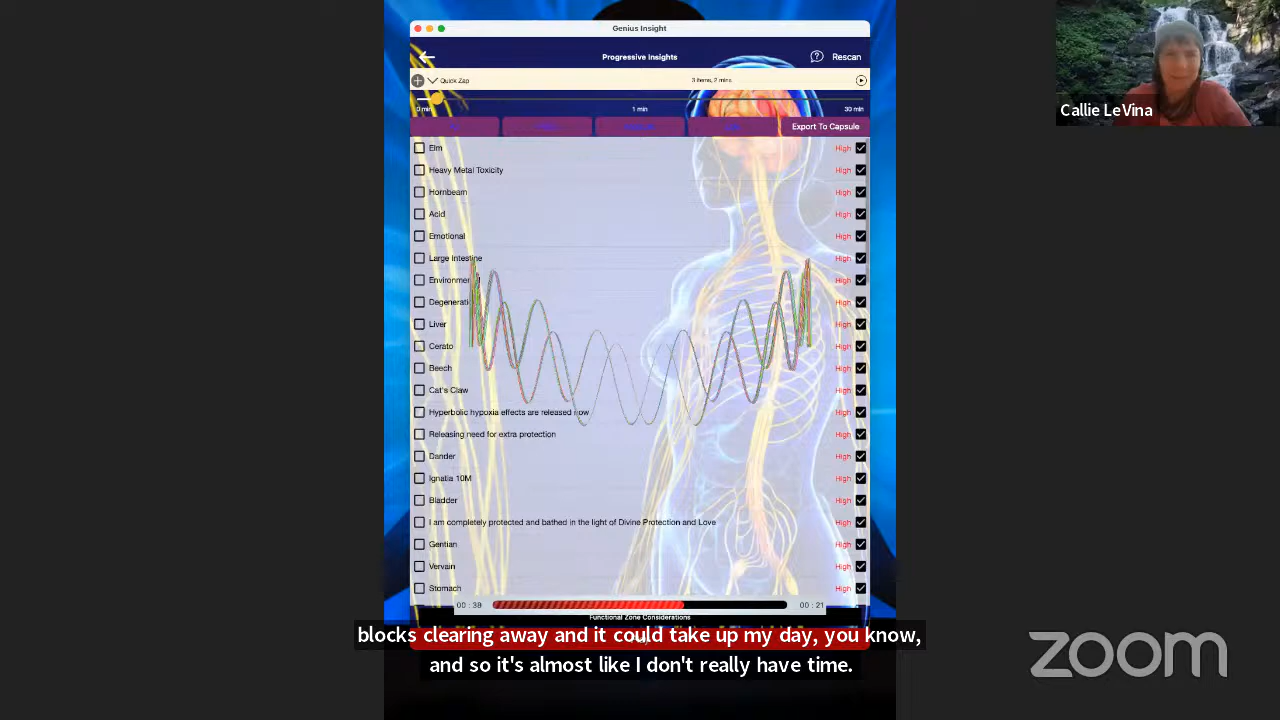 Genius Insight
Progressive Insights
Rescan
Quick Zap
3 items, 2 mins
0 min
1 min
30 min
Export To Capsule
Elm High
Heavy Metal Toxicity High
Hornbeam High
Acid High
Emotional High
Large Intestine High
High
High
Liver High
Cerato High
Beech High
Cat's Claw High
Hyperbolic hypoxia effects are released now High
Releasing need for extra protection High
Dander High
Ignatia 10M High
Bladder High
I am completely protected and bathed in the light of Divine Protection and Love High
Gentian High
Vervain High
Stomach High
00 : 38
00 : 21
Functional Zone Considerations
blocks clearing away and it could take up my day, you know,
and so it's almost like I don't really have time.
Callie LeVina
zoom